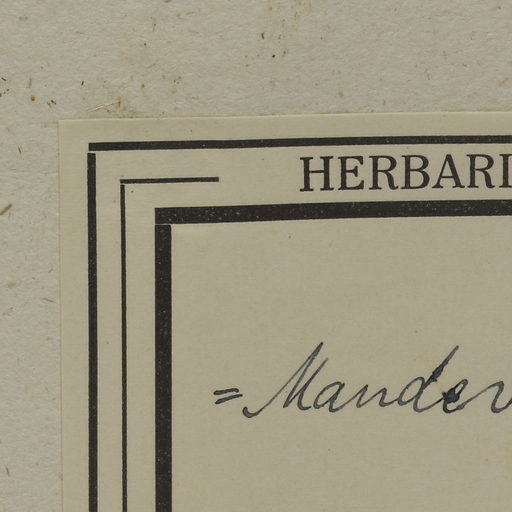 HERBARI
= Mander